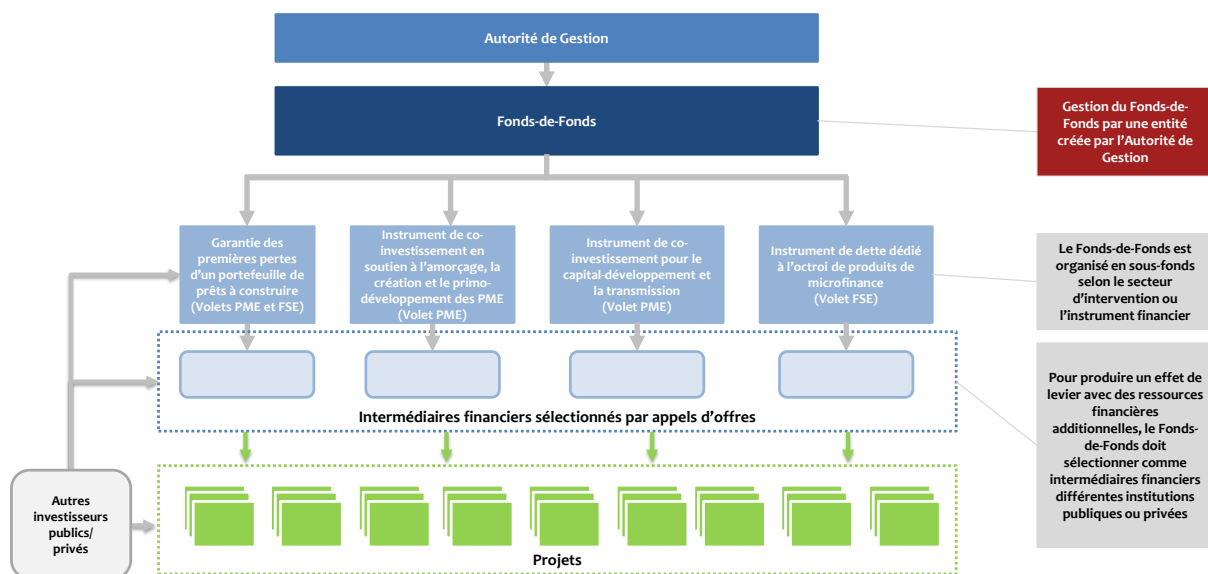 Autorité de Gestion
Fonds-de-Fonds
Gestion du Fonds-de-
Fonds par une entité
créée par l'Autorité de
Gestion
Garantie des
premières pertes
d'un portefeuille de
prêts à construire
(Volets PME et FSE)
Instrument de co-
investissement en
soutien à l'amorçage, la
création et le primo-
développement des PME
(Volet PME)
Instrument de co-
investissement pour le
capital-développement et
la transmission
(Volet PME)
Instrument de dette dédié
à l'octroi de produits de
microfinance
(Volet FSE)
Le Fonds-de-Fonds est
organisé en sous-fonds
selon le secteur
d'intervention ou
l'instrument financier
Intermédiaires financiers sélectionnés par appels d'offres
Pour produire un effet de
levier avec des ressources
financières
additionnelles, le Fonds-
de-Fonds doit
sélectionner comme
intermédiaires financiers
différentes institutions
publiques ou privées
Autres
investisseurs
publics/
privés
Projets